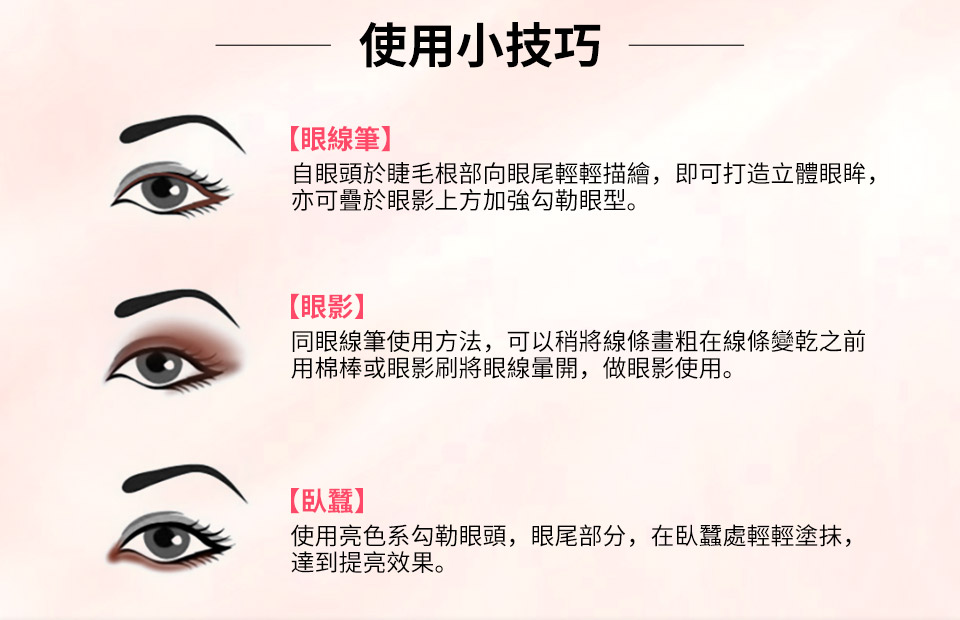 使用小技巧
【眼線筆】
自眼頭於睫毛根部向眼尾輕輕描繪，即可打造立體眼眸，
亦可疊於眼影上方加強勾勒眼型。
【眼影】
同眼線筆使用方法，可以稍將線條畫粗在線條變乾之前
用棉棒或眼影刷將眼線暈開，做眼影使用。
【臥蠶】
使用亮色系勾勒眼頭，眼尾部分，在臥蠶處輕輕塗抹，
達到提亮效果。